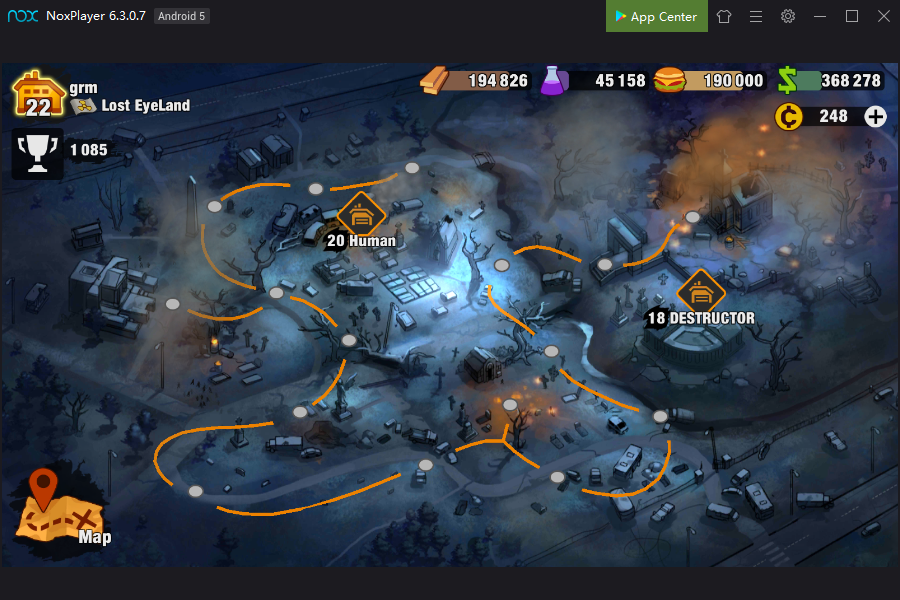 nox NoxPlayer 6.3.0.7 Android 5 App Center
22 grm
Lost EyeLand
194 826 45 158 190 000 368 278
248
1 085
20 Human
18 DESTRUCTOR
Map